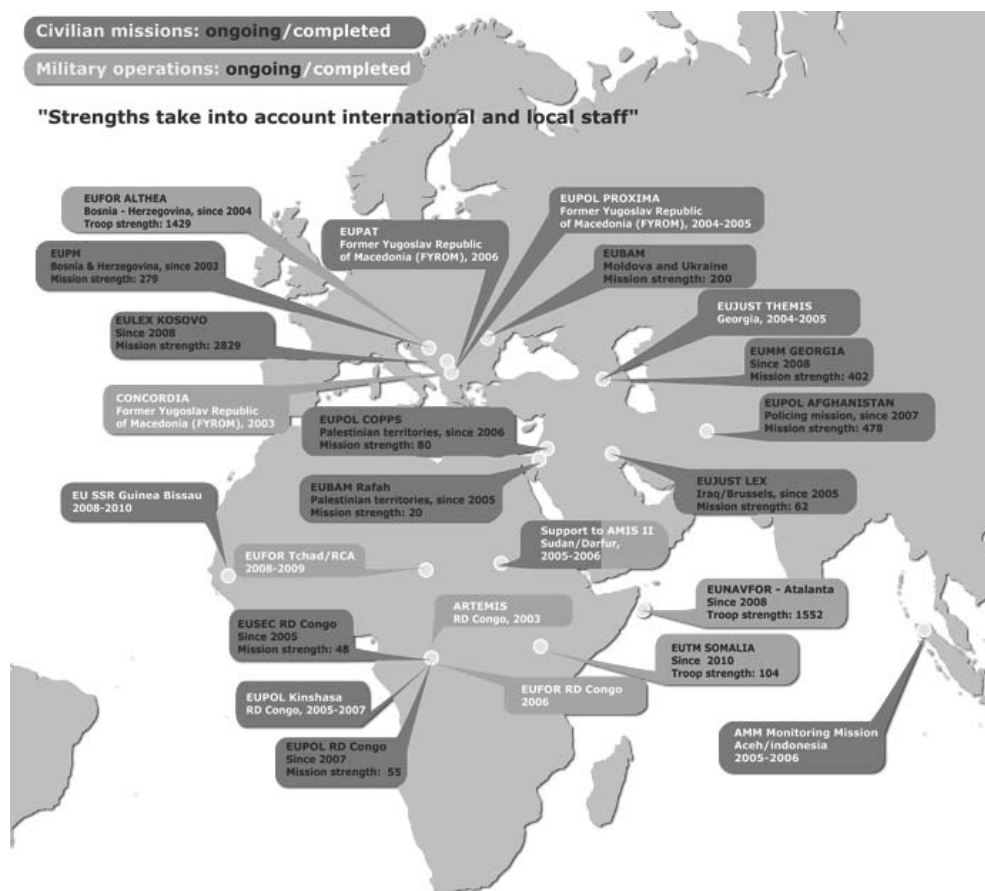 Civilian missions: ongoing/completed
Military operations: ongoing/completed
"Strengths take into account international and local staff"
EUFOR ALTHEA
Bosnia - Herzegovina, since 2004
Troop strength: 1429
EUPOL PROXIMA
Former Yugoslav Republic
of Macedonia (FYROM), 2004-2005
EUPAT
Former Yugoslav Republic
of Macedonia (FYROM), 2006
EUPM
Bosnia & Herzegovina, since 2003
Mission strength: 279
EUBAM
Moldova and Ukraine
Mission strength: 200
EULEX KOSOVO
Since 2008
Mission strength: 2829
EUJUST THEMIS
Georgia, 2004-2005
EUMM GEORGIA
Since 2008
Mission strength: 402
CONCORDIA
Former Yugoslav Republic
of Macedonia (FYROM), 2003
EUPOL AFGHANISTAN
Policing mission, since 2007
Mission strength: 478
EUPOL COPPS
Palestinian territories, since 2006
Mission strength: 80
EUBAM Rafah
Palestinian territories, since 2005
Mission strength: 20
EUJUST LEX
Iraq/Brussels, since 2005
Mission strength: 62
EU SSR Guinea Bissau
2008-2010
Support to AMIS II
Sudan/Darfur,
2005-2006
EUFOR Tchad/RCA
2008-2009
EUNAVFOR - Atalanta
Since 2008
Troop strength: 1552
ARTEMIS
RD Congo, 2003
EUSEC RD Congo
Since 2005
Mission strength: 48
EUTM SOMALIA
Since 2010
Troop strength: 104
EUPOL Kinshasa
RD Congo, 2005-2007
EUFOR RD Congo
2006
EUPOL RD Congo
Since 2007
Mission strength: 55
AMM Monitoring Mission
Aceh/indonesia
2005-2006